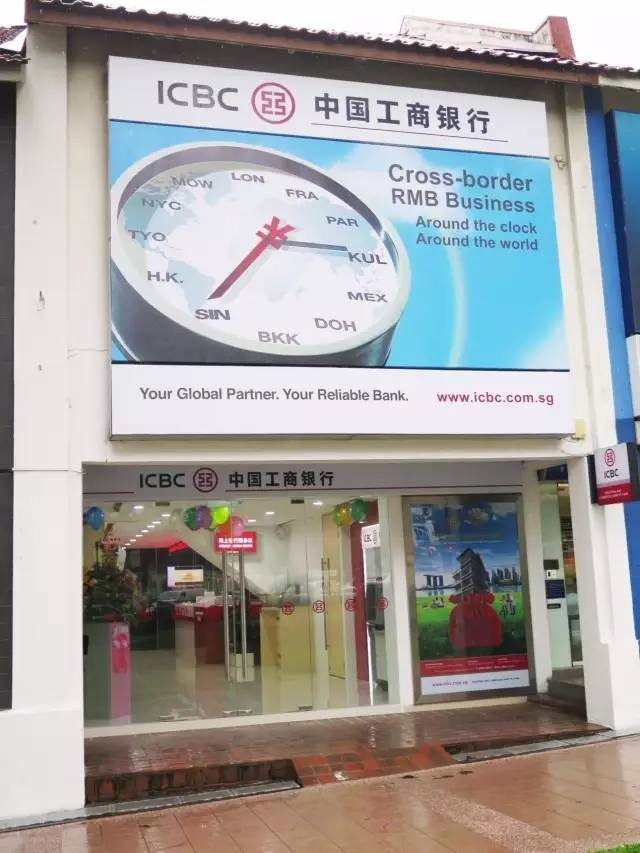 ICBC 中国工商银行
Cross-border
RMB Business
Around the clock
Around the world
LON
FRA
PAR
KUL
MEX
DOH
BKK
SIN
H.K.
TYO
NYC
MOW
Your Global Partner. Your Reliable Bank.
www.icbc.com.sg
ICBC 中国工商银行
ICBC